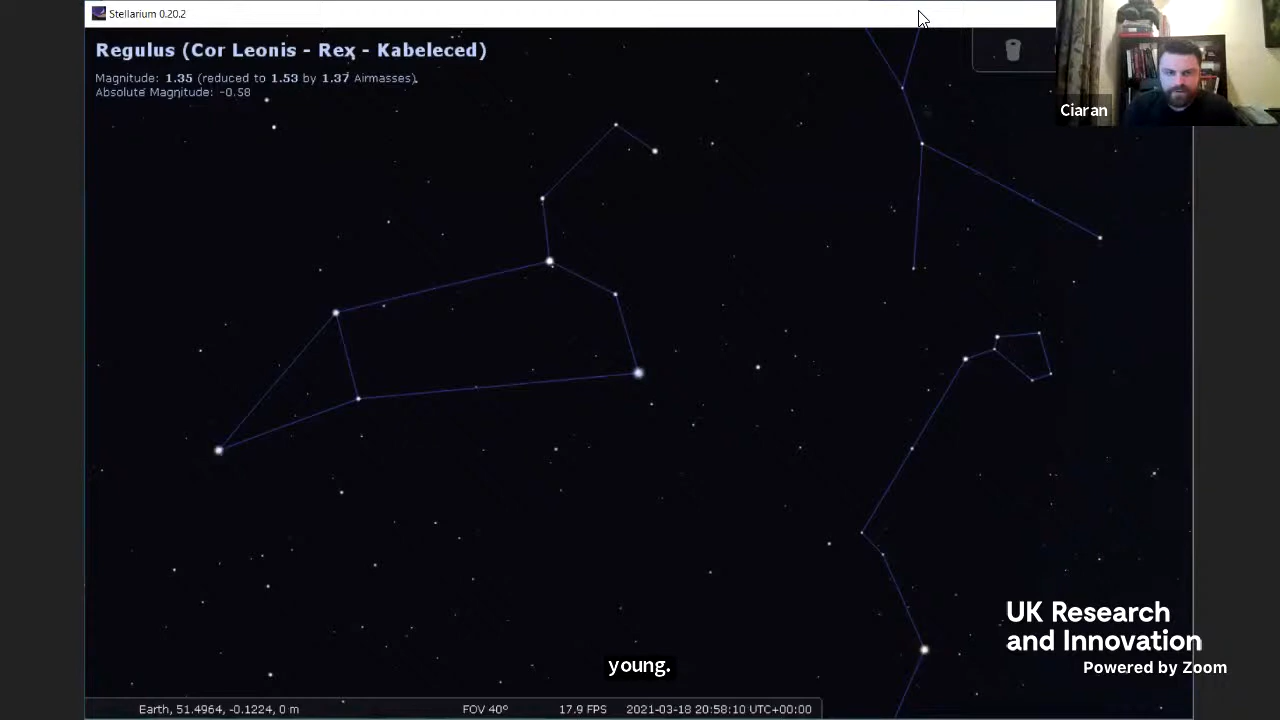 Stellarium 0.20.2
Regulus (Cor Leonis - Rex - Kabeleced)
Magnitude: 1.35 (reduced to 1.53 by 1.37 Airmasses)
Absolute Magnitude: -0.58
Ciaran
UK Research
and Innovation
Powered by Zoom
young.
Earth, 51.4964, -0.1224, 0 m FOV 40° 17.9 FPS 2021-03-18 20:58:10 UTC+00:00